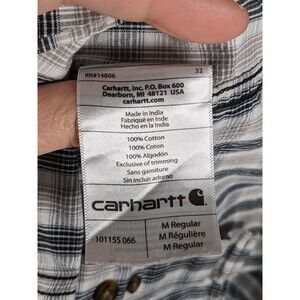 RN#14806 32
Carhartt, Inc. P.O. Box 600
Dearborn, MI 48121 USA
carhartt.com
Made in India
Fabriqué en Inde
Hecho en la India
100% Cotton
100% Cotton
100% Algodón
Exclusive of trimming
Sans garniture
Sin incluir adorno
carhartt
101155 066
M Regular
M Régulière
M Regular